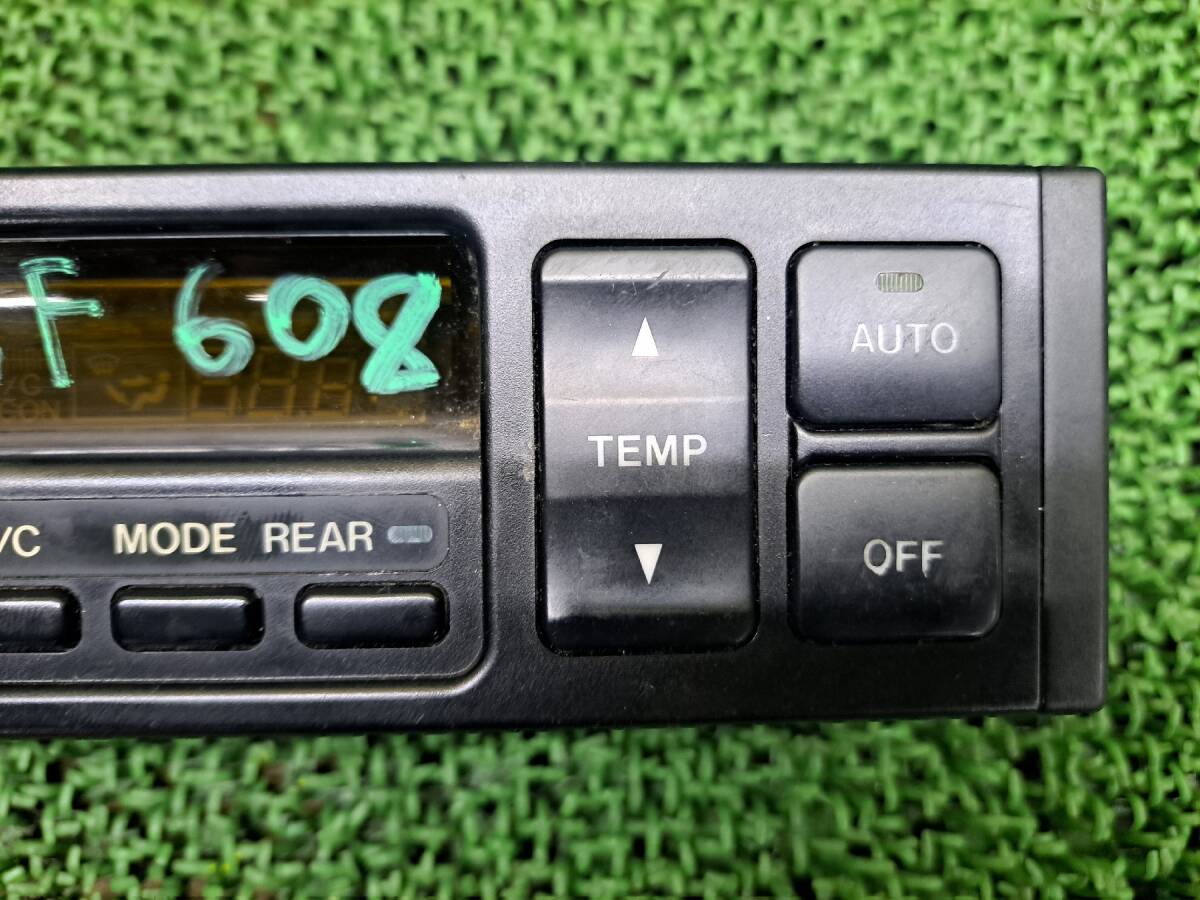 F 608
AUTO
TEMP
/C MODE REAR
OFF